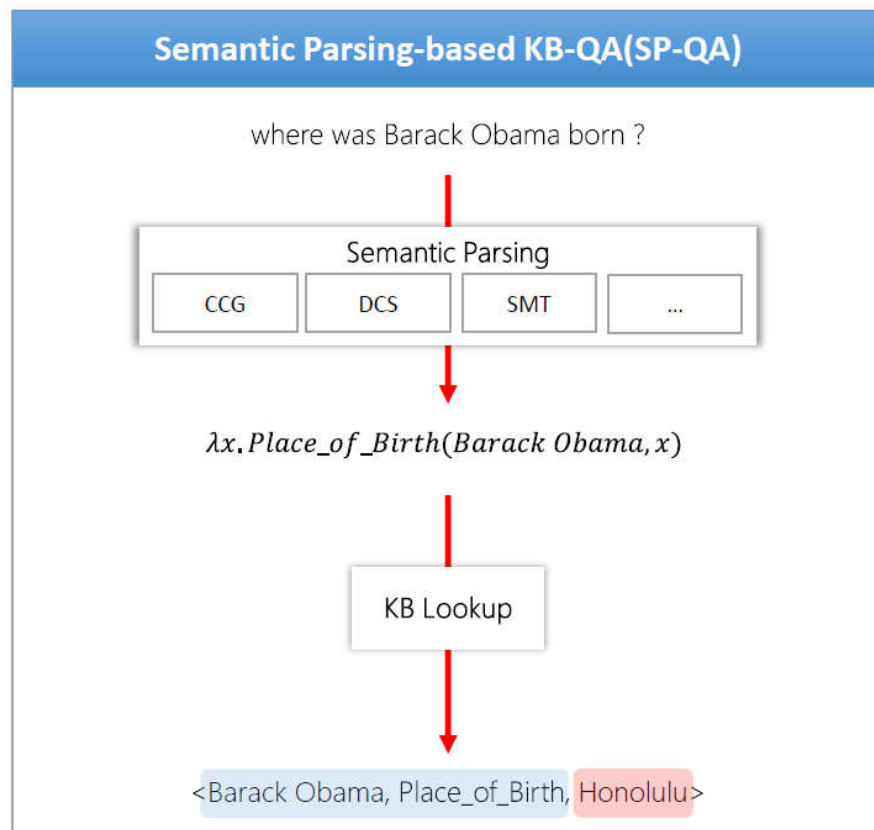 Semantic Parsing-based KB-QA(SP-QA)
where was Barack Obama born ?
Semantic Parsing
CCG DCS SMT ...
λx.Place_of_Birth(Barack Obama, x)
KB Lookup
<Barack Obama, Place_of_Birth, Honolulu>